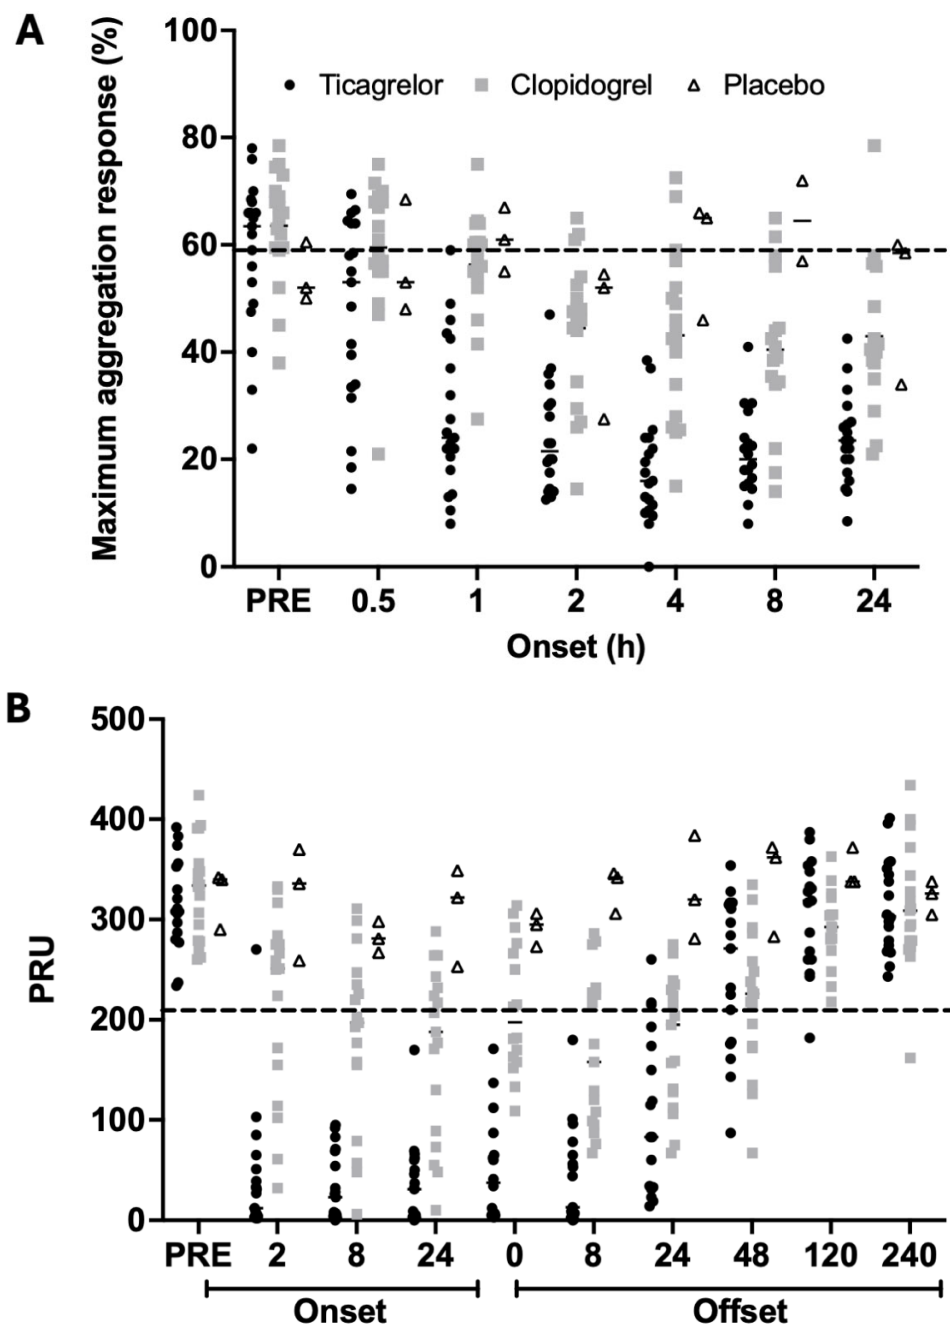 A
Maximum aggregation response (%)
100
80
60
40
20
0
Ticagrelor Clopidogrel Placebo
PRE 0.5 1 2 4 8 24
Onset (h)
B
PRU
500
400
300
200
100
0
PRE 2 8 24 0 8 24 48 120 240
Onset Offset